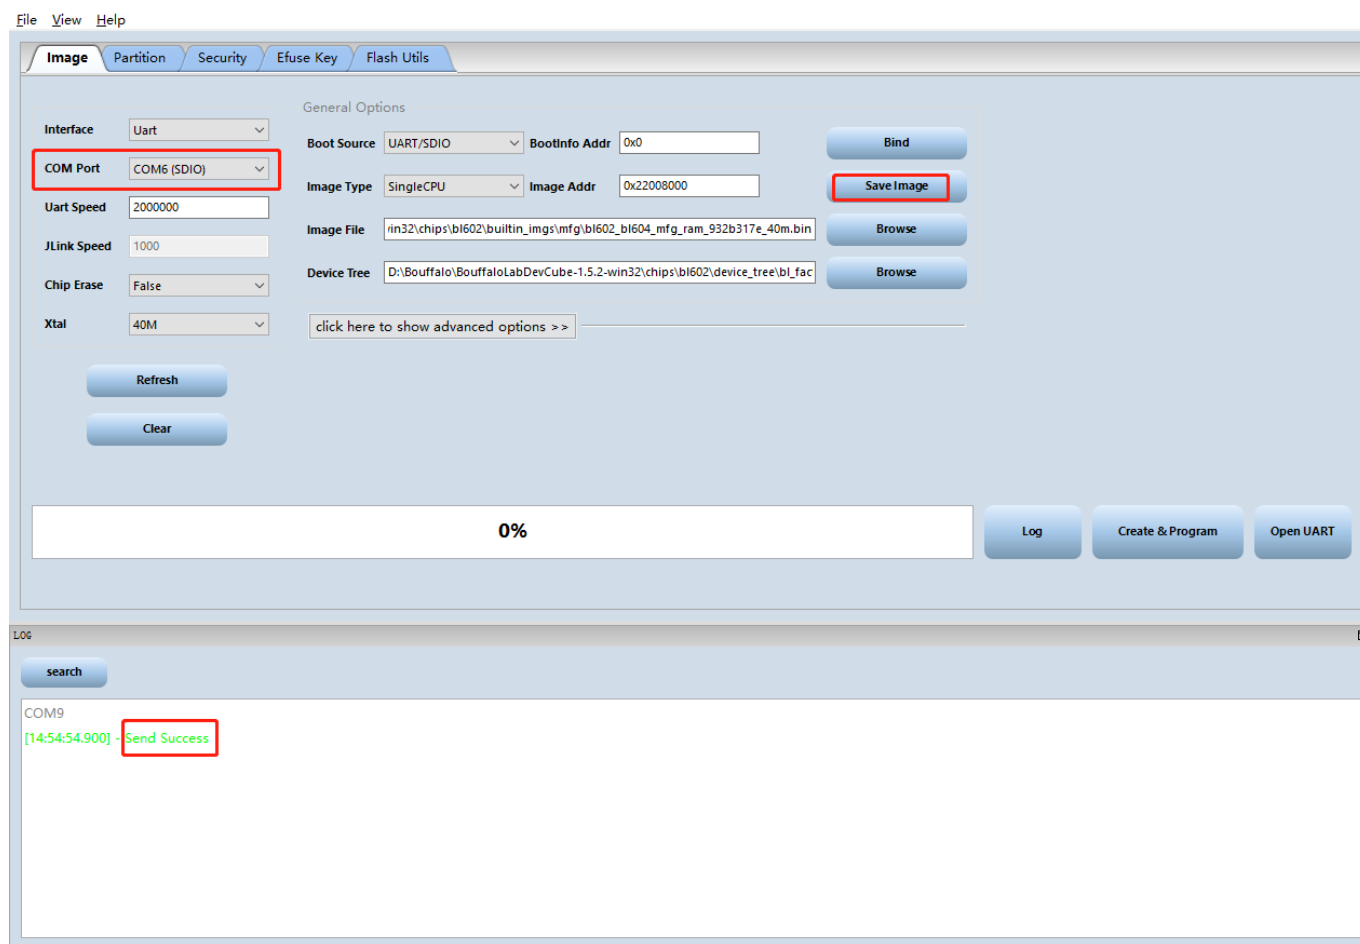 File View Help
Image Partition Security Efuse Key Flash Utils
General Options
Interface Uart
COM Port COM6 (SDIO)
Uart Speed 2000000
JLink Speed 1000
Chip Erase False
Xtal 40M
Refresh
Clear
Boot Source UART/SDIO BootInfo Addr 0x0 Bind
Image Type SingleCPU Image Addr 0x22008000 Save Image
Image File /in32\chips\bl602\builtin_imgs\mfg\bl602_bl604_mfg_ram_932b317e_40m.bin Browse
Device Tree D:\Bouffalo\BouffaloLabDevCube-1.5.2-win32\chips\bl602\device_tree\bl_fac Browse
click here to show advanced options >>
0% Log Create & Program Open UART
LOG
search
COM9
[14:54:54.900] - Send Success